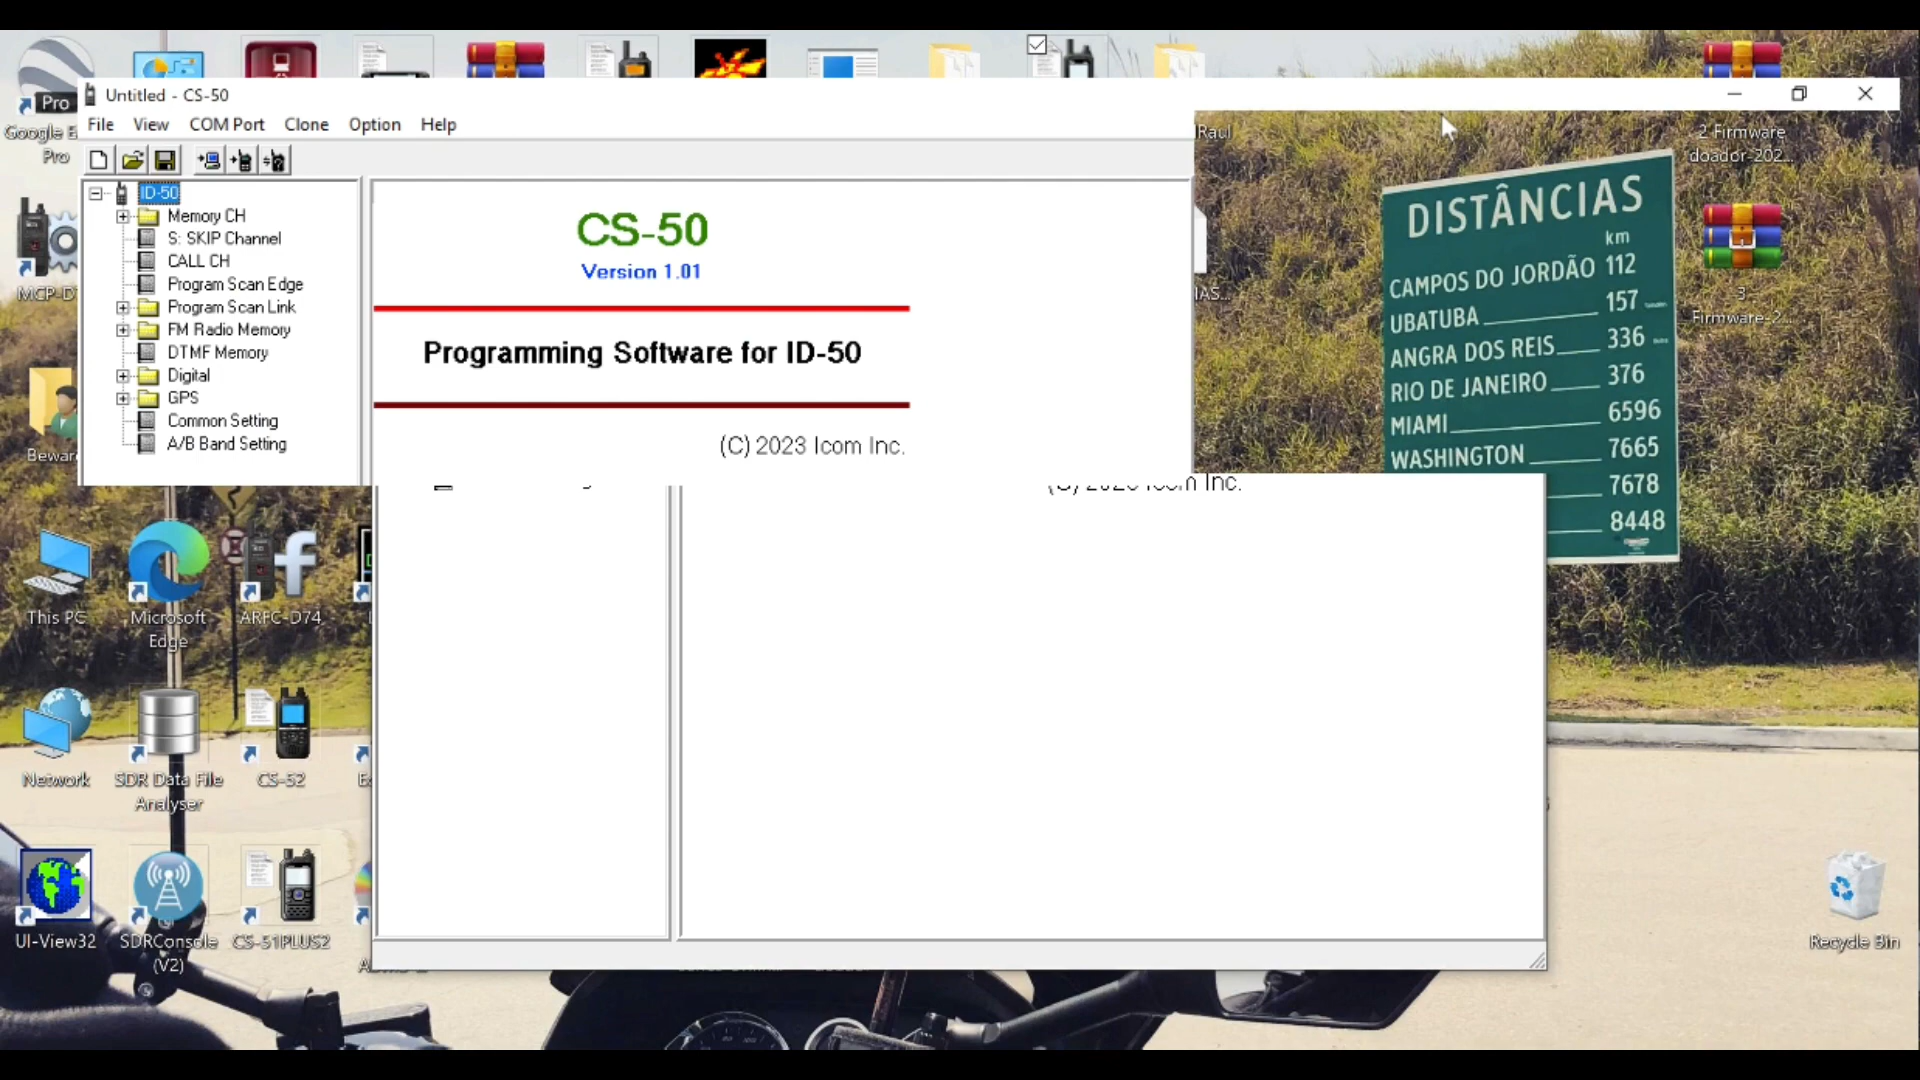 Pro
Google E
Pro
Raul
2 Firmware
doador-202...
Untitled - CS-50
File View COM Port Clone Option Help
ID-50
Memory CH
S: SKIP Channel
CALL CH
Program Scan Edge
Program Scan Link
FM Radio Memory
DTMF Memory
Digital
GPS
Common Setting
A/B Band Setting
CS-50
Version 1.01
Programming Software for ID-50
(C) 2023 Icom Inc.
DISTÂNCIAS
km
CAMPOS DO JORDÃO 112
UBATUBA 157
ANGRA DOS REIS 336
RIO DE JANEIRO 376
MIAMI 6596
WASHINGTON 7665
7678
8448
MCP-D
IAS...
3
Firmware-2...
Bewar
This PC
Microsoft
Edge
ARFC-D74
Network
SDR Data File
Analyser
CS-52
UI-View32
SDRConsole
(V2)
CS-51PLUS2
Recycle Bin